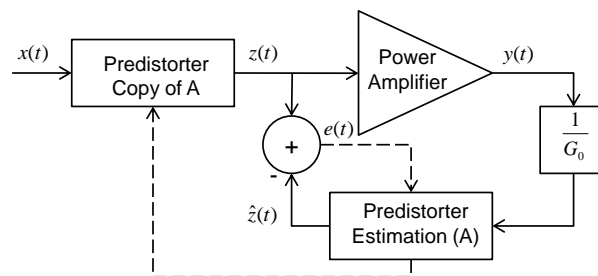 x(t)
Predistorter
Copy of A
z(t)
Power
Amplifier
y(t)
1
G₀
+
-
e(t)
ẑ(t)
Predistorter
Estimation (A)